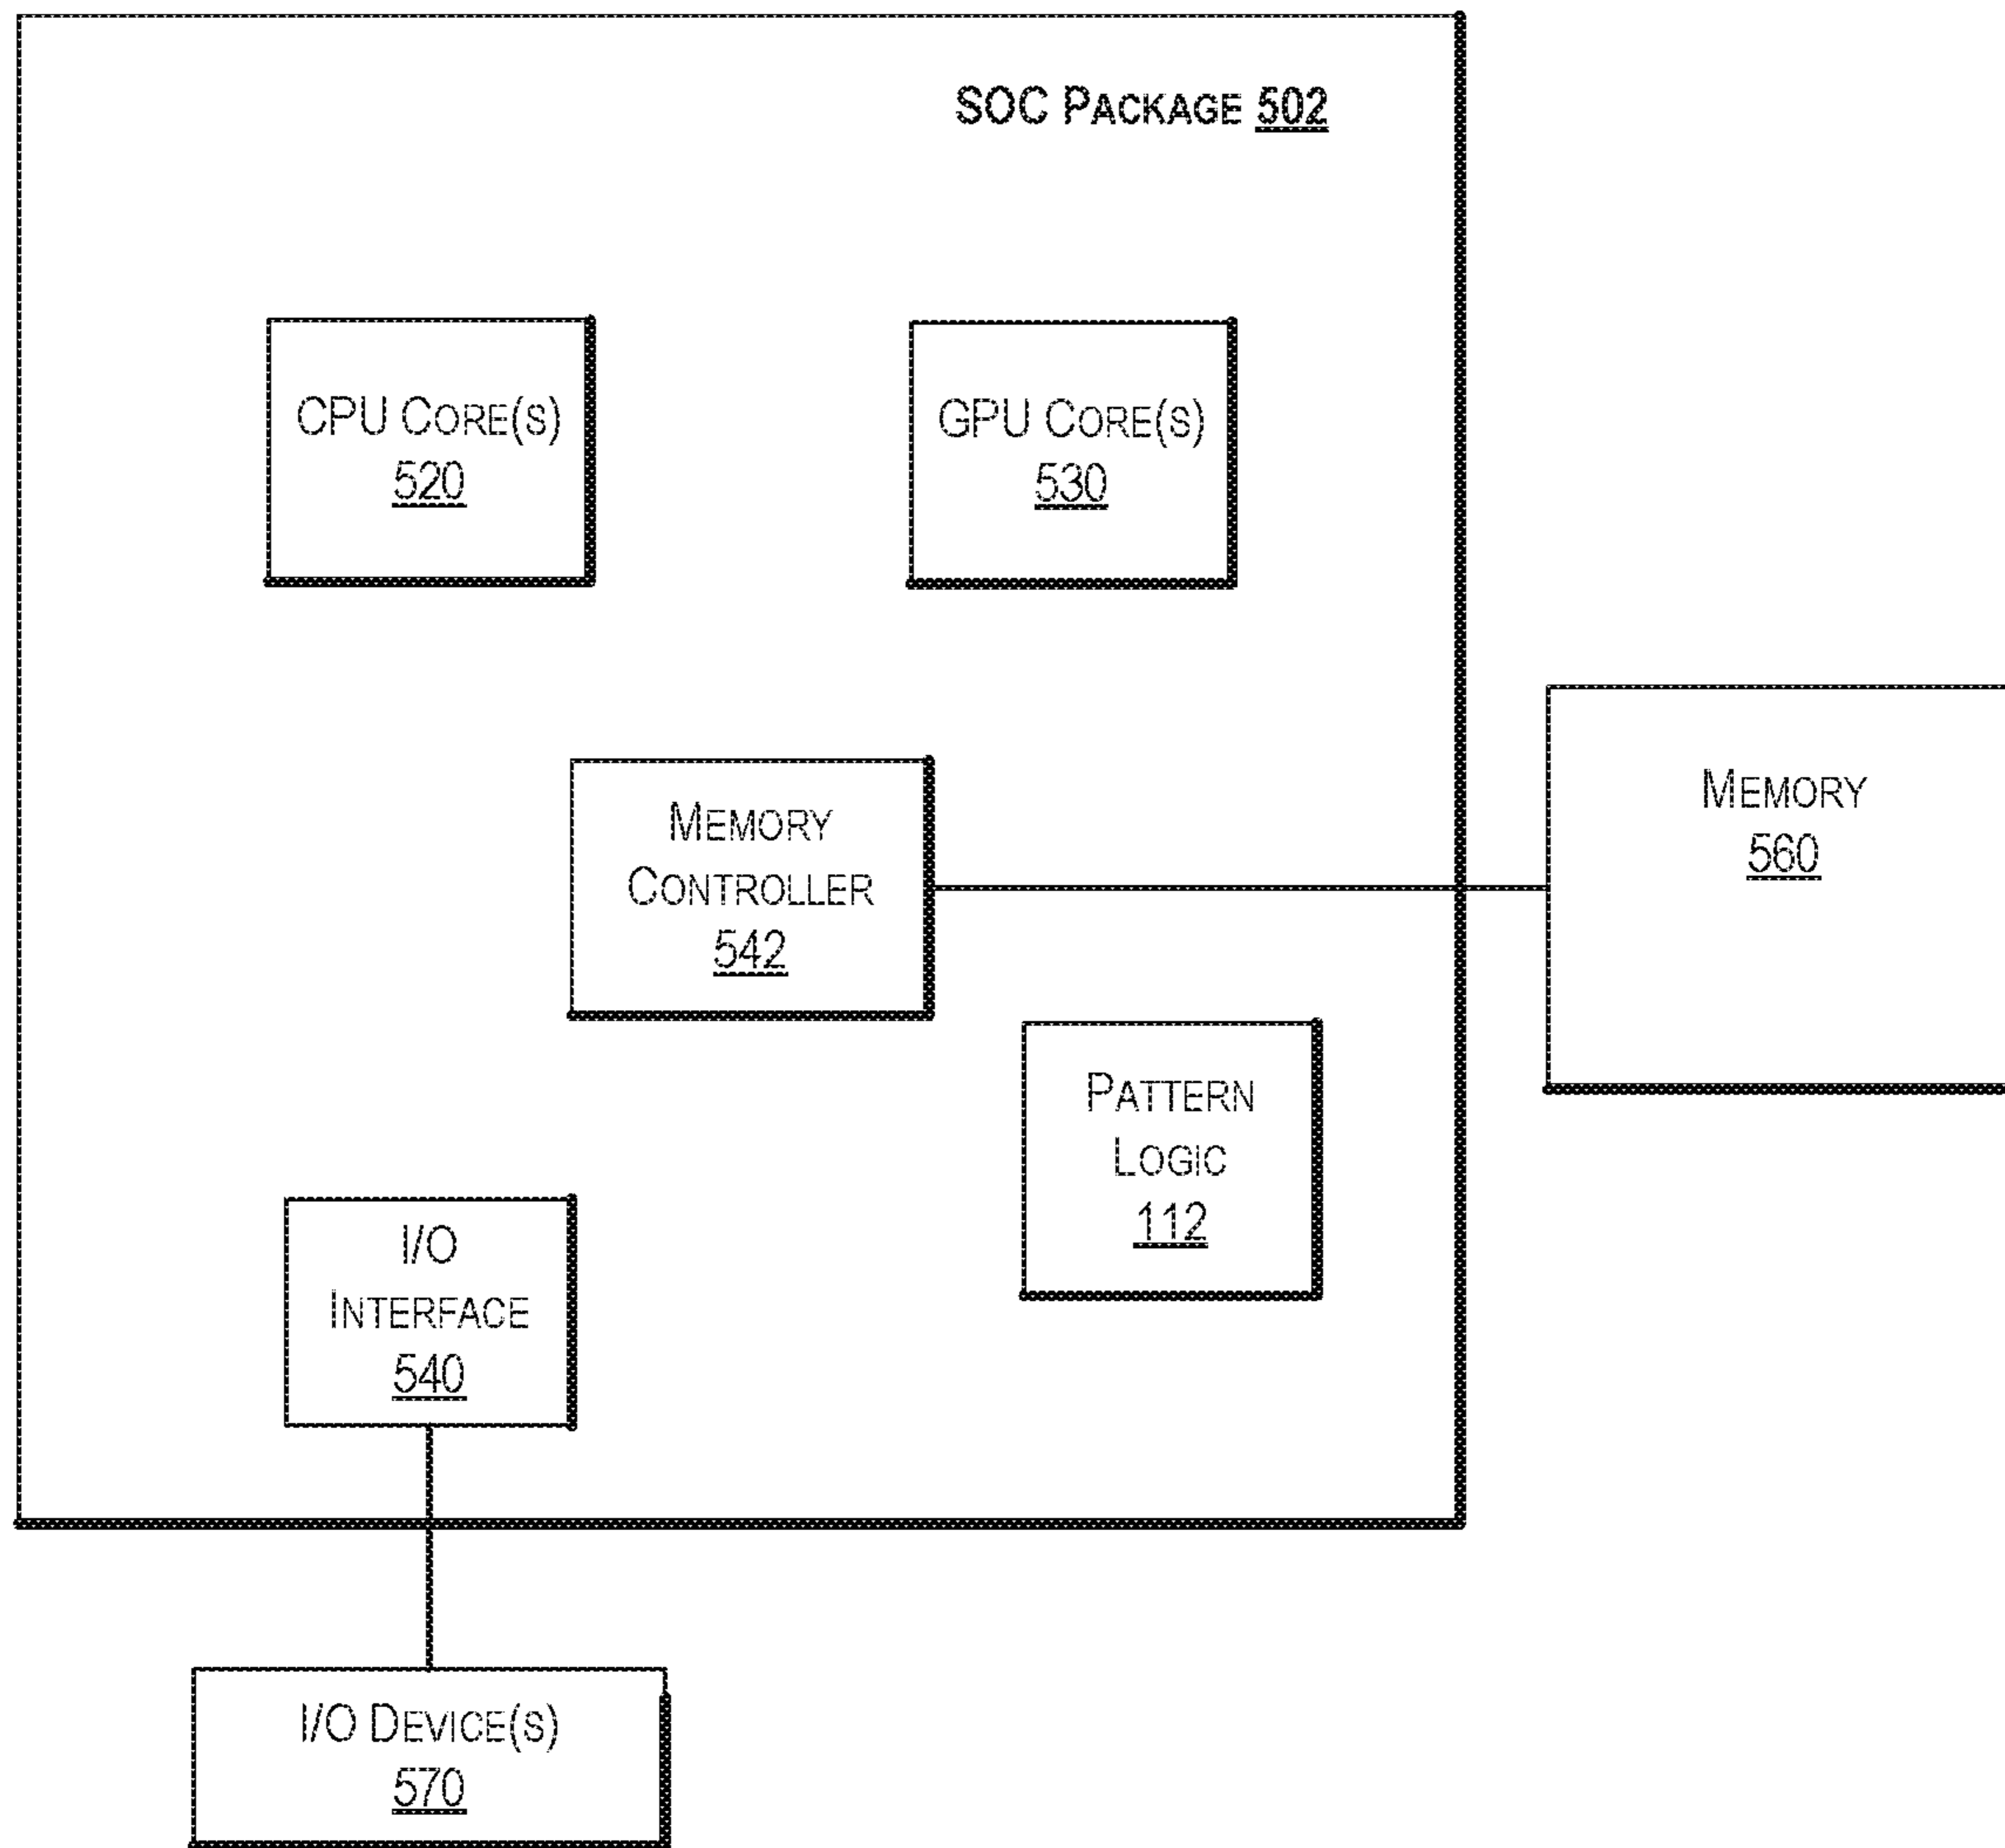 SOC PACKAGE 502
CPU CORE(S)
520
GPU CORE(S)
530
MEMORY
CONTROLLER
542
MEMORY
560
PATTERN
LOGIC
112
I/O
INTERFACE
540
I/O DEVICE(S)
570